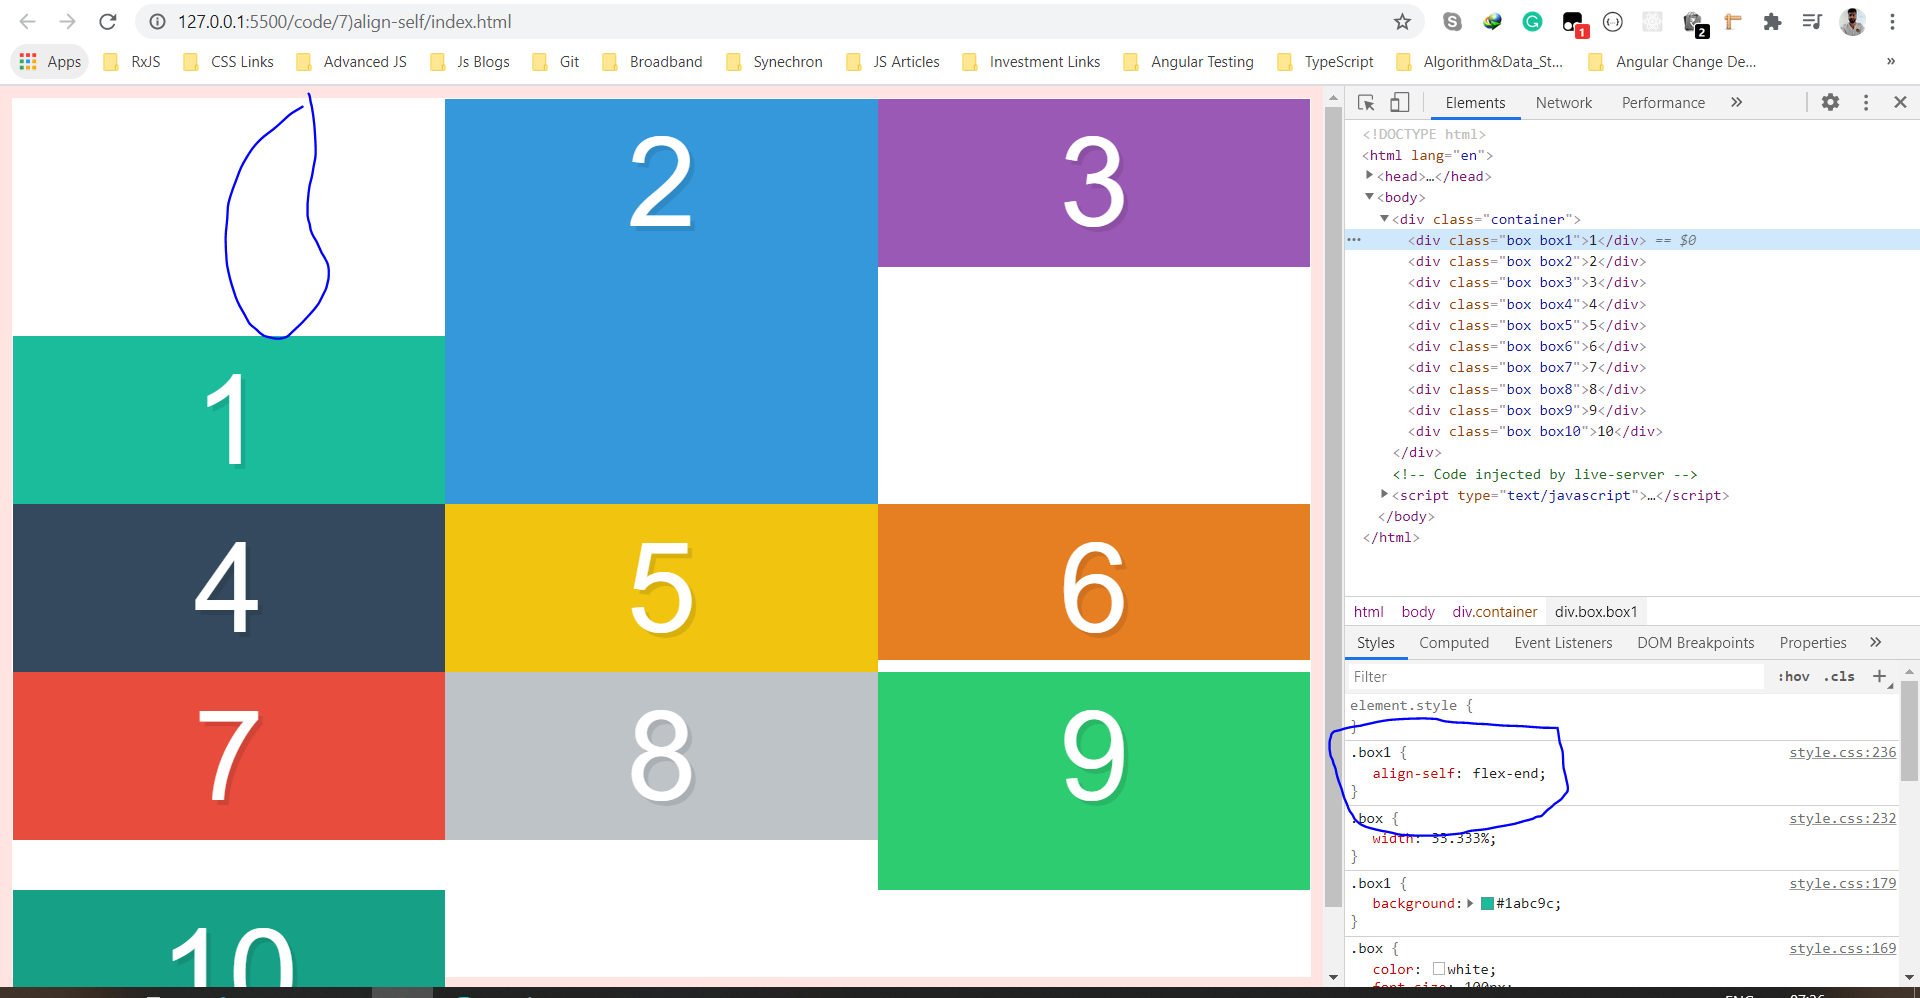 127.0.0.1:5500/code/7)align-self/index.html
1
2
Apps
RxJS
CSS Links
Advanced JS
Js Blogs
Git
Broadband
Synechron
JS Articles
Investment Links
Angular Testing
TypeScript
Algorithm&Data_St...
Angular Change De...
»
1
2
3
4
5
6
7
8
9
10
Elements Network Performance »
<!DOCTYPE html>
<html lang="en">
<head>…</head>
<body>
<div class="container">
<div class="box box1">1</div> == $0
<div class="box box2">2</div>
<div class="box box3">3</div>
<div class="box box4">4</div>
<div class="box box5">5</div>
<div class="box box6">6</div>
<div class="box box7">7</div>
<div class="box box8">8</div>
<div class="box box9">9</div>
<div class="box box10">10</div>
</div>
<!-- Code injected by live-server -->
<script type="text/javascript">…</script>
</body>
</html>
html body div.container div.box.box1
Styles Computed Event Listeners DOM Breakpoints Properties »
Filter :hov .cls +
element.style {
}
.box1 { style.css:236
align-self: flex-end;
}
.box { style.css:232
width: 33.333%;
}
.box1 { style.css:179
background: #1abc9c;
}
.box { style.css:169
color: white;
font-size: 100px;